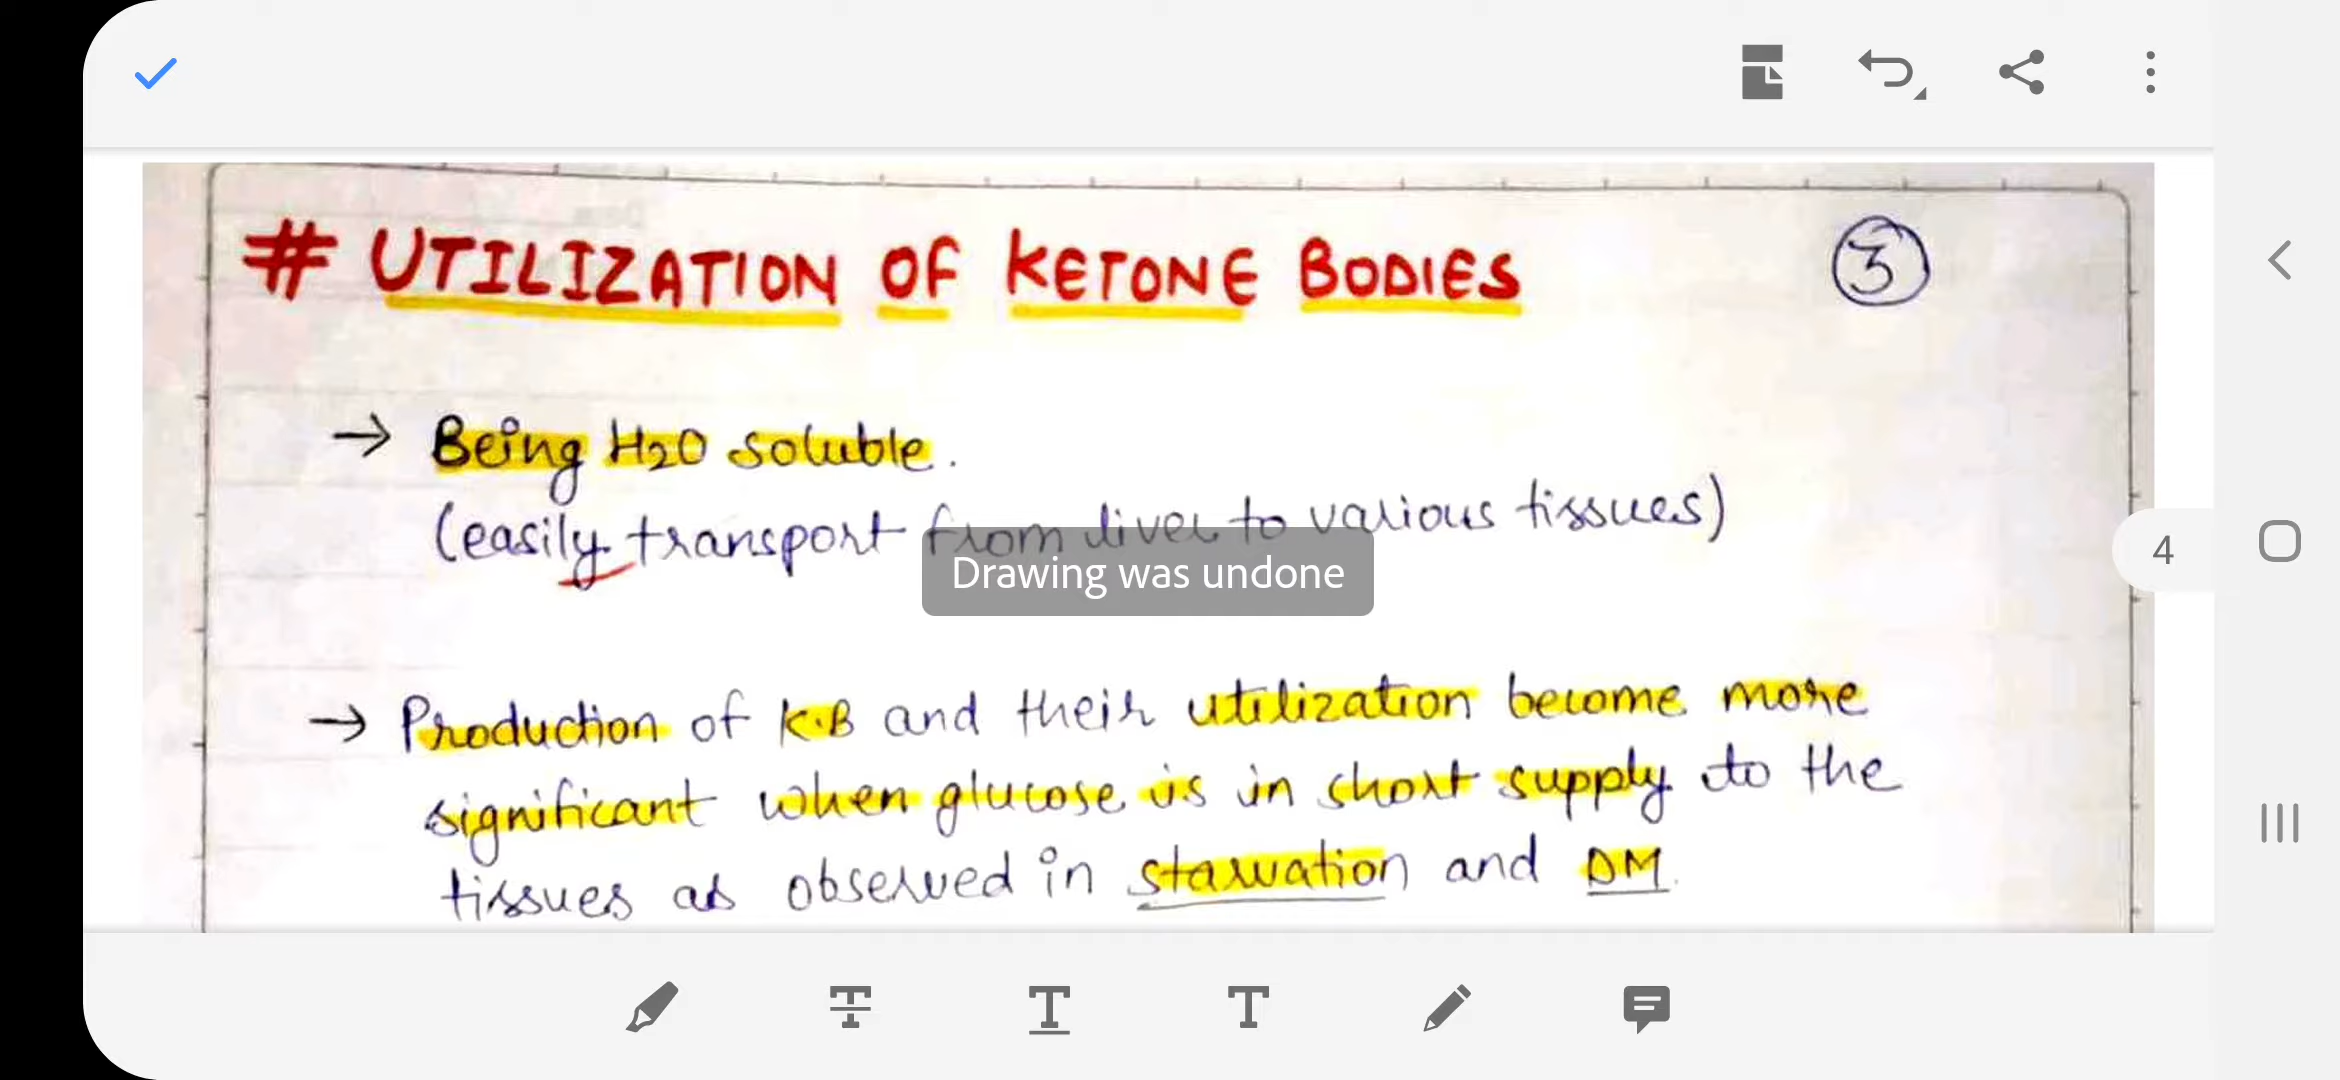 # UTILIZATION OF KETONE BODIES
3
→ Being H2O soluble.
(easily transport from liver to various tissues)
Drawing was undone
4
→ Production of K.B and their utilization become more
significant when glucose is in short supply to the
tissues as observed in starvation and DM.